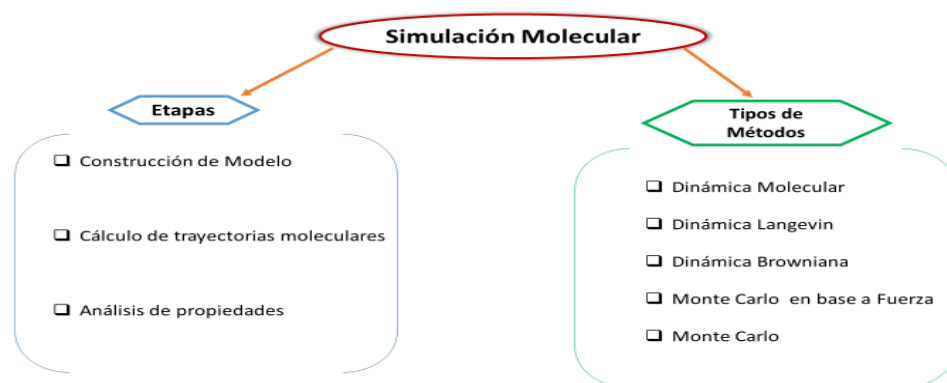 Simulación Molecular
Etapas
Construcción de Modelo
Cálculo de trayectorias moleculares
Análisis de propiedades
Tipos de
Métodos
Dinámica Molecular
Dinámica Langevin
Dinámica Browniana
Monte Carlo en base a Fuerza
Monte Carlo